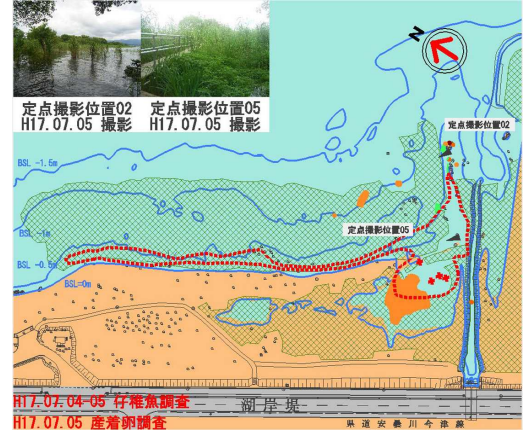 定点撮影位置02
H17.07.05 撮影
定点撮影位置05
H17.07.05 撮影
N
定点撮影位置02
BSL -1.5m
定点撮影位置05
BSL -1m
BSL -0.5m
BSL=0m
H17.07.04-05 仔稚魚調査
湖岸堤
H17.07.05 産着卵調査
県道安曇川今津線